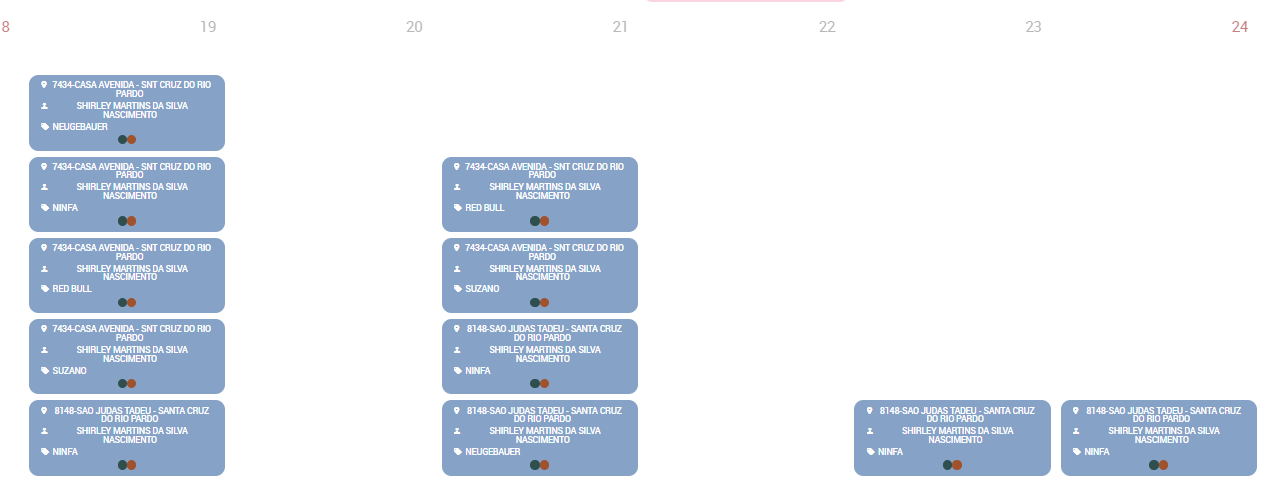 8 19 20 21 22 23 24
7434-CASA AVENIDA - SNT CRUZ DO RIO
PARDO
SHIRLEY MARTINS DA SILVA
NASCIMENTO
NEUGEBAUER
7434-CASA AVENIDA - SNT CRUZ DO RIO
PARDO
SHIRLEY MARTINS DA SILVA
NASCIMENTO
NINFA
7434-CASA AVENIDA - SNT CRUZ DO RIO
PARDO
SHIRLEY MARTINS DA SILVA
NASCIMENTO
RED BULL
7434-CASA AVENIDA - SNT CRUZ DO RIO
PARDO
SHIRLEY MARTINS DA SILVA
NASCIMENTO
SUZANO
8148-SAO JUDAS TADEU - SANTA CRUZ
DO RIO PARDO
SHIRLEY MARTINS DA SILVA
NASCIMENTO
NINFA
7434-CASA AVENIDA - SNT CRUZ DO RIO
PARDO
SHIRLEY MARTINS DA SILVA
NASCIMENTO
RED BULL
7434-CASA AVENIDA - SNT CRUZ DO RIO
PARDO
SHIRLEY MARTINS DA SILVA
NASCIMENTO
SUZANO
8148-SAO JUDAS TADEU - SANTA CRUZ
DO RIO PARDO
SHIRLEY MARTINS DA SILVA
NASCIMENTO
NINFA
8148-SAO JUDAS TADEU - SANTA CRUZ
DO RIO PARDO
SHIRLEY MARTINS DA SILVA
NASCIMENTO
NEUGEBAUER
8148-SAO JUDAS TADEU - SANTA CRUZ
DO RIO PARDO
SHIRLEY MARTINS DA SILVA
NASCIMENTO
NINFA
8148-SAO JUDAS TADEU - SANTA CRUZ
DO RIO PARDO
SHIRLEY MARTINS DA SILVA
NASCIMENTO
NINFA